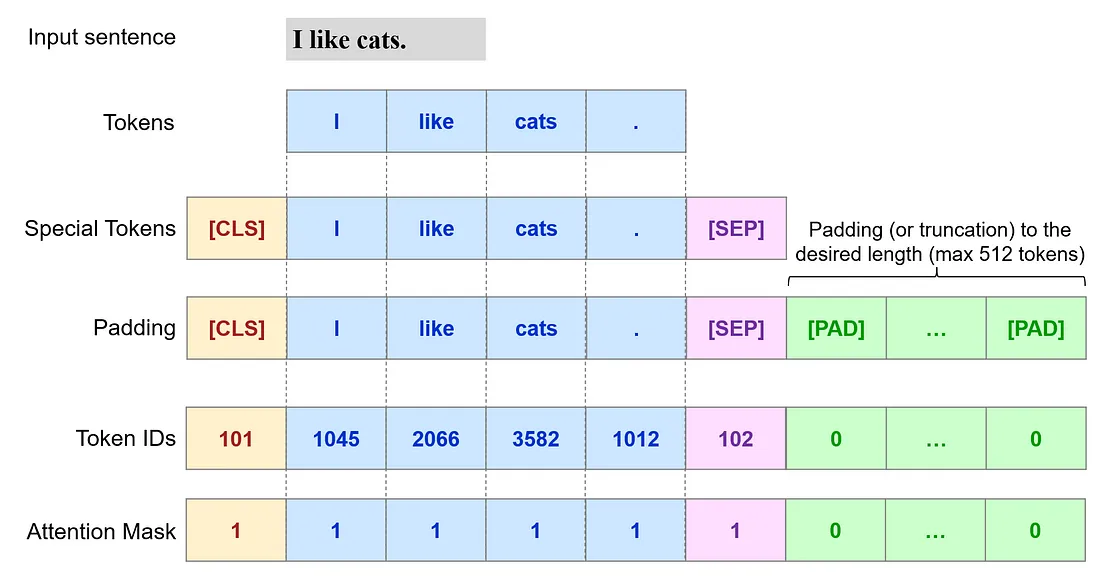 Input sentence I like cats.
Tokens I like cats .
Special Tokens [CLS] I like cats . [SEP]
Padding (or truncation) to the
desired length (max 512 tokens)
Padding [CLS] I like cats . [SEP] [PAD] ... [PAD]
Token IDs 101 1045 2066 3582 1012 102 0 ... 0
Attention Mask 1 1 1 1 1 1 0 ... 0